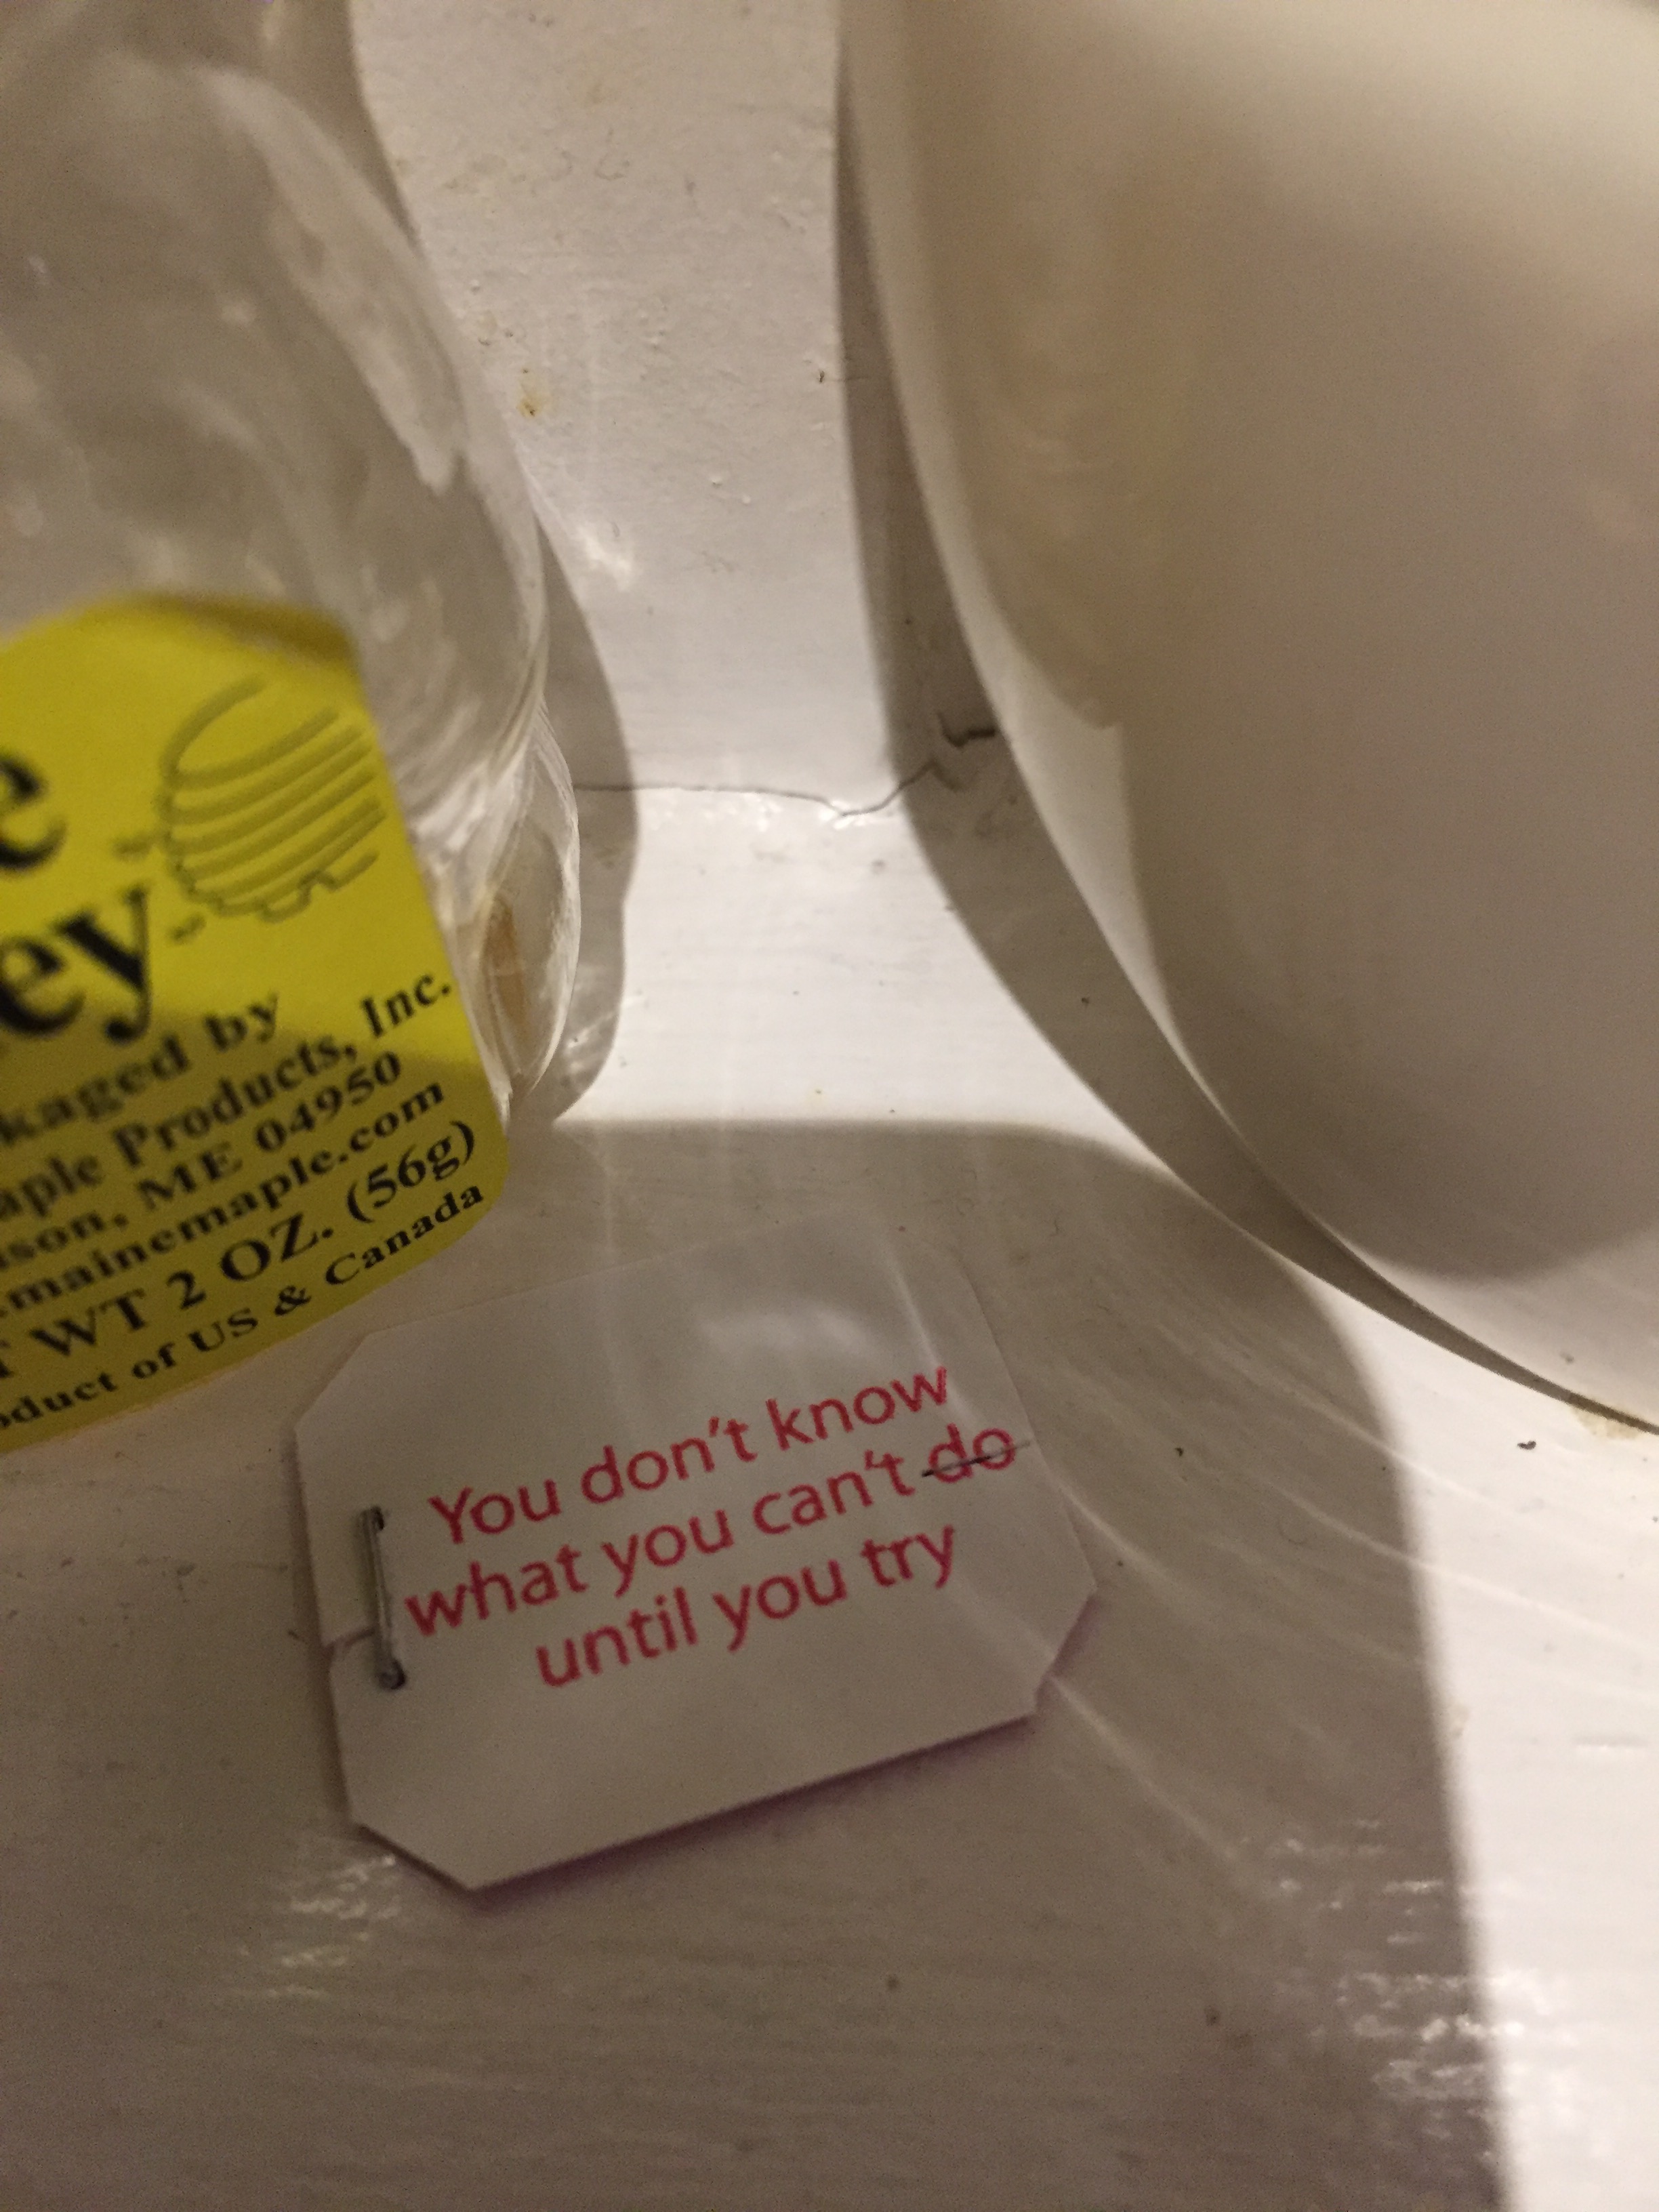 e
ey
kaged by
aple Products, Inc.
ison, ME 04950
.mainemaple.com
T WT 2 OZ. (56g)
oduct of US & Canada
You don't know
what you can't do
until you try